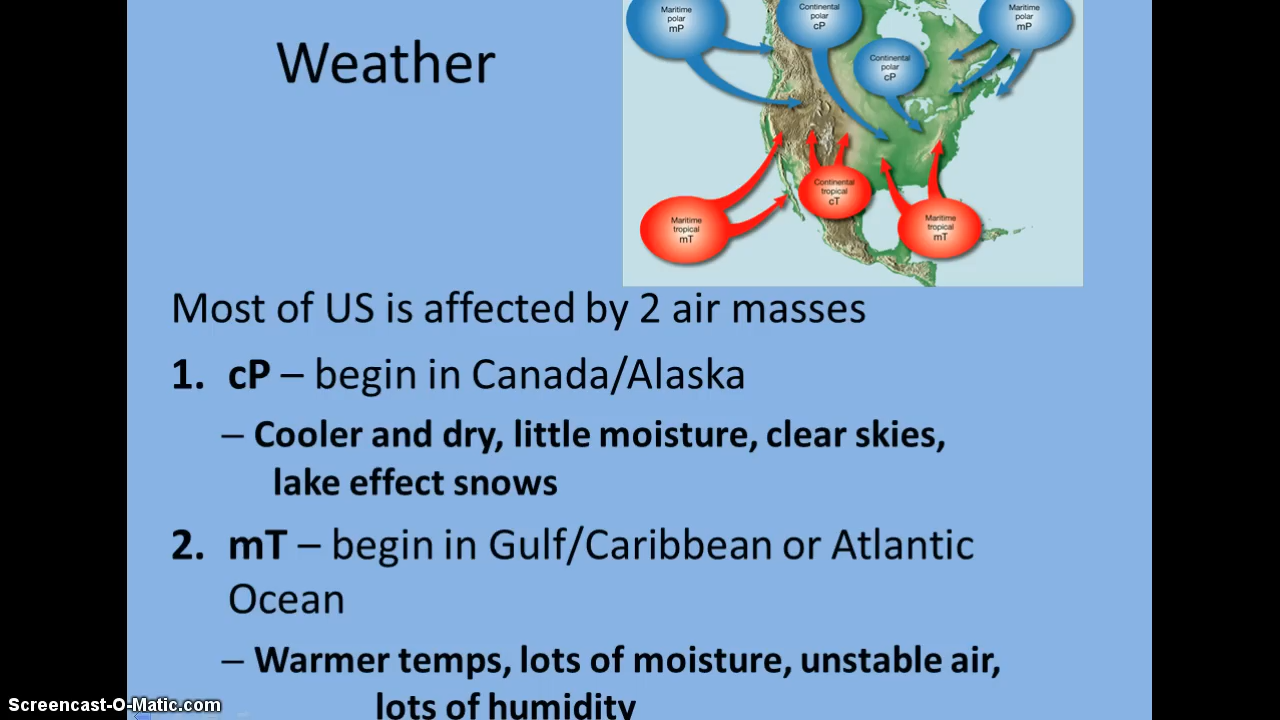 Weather
Maritime
polar
mP
Continental
polar
cP
Maritime
polar
mP
Continental
polar
cP
Continental
tropical
cT
Maritime
tropical
mT
Maritime
tropical
mT
Most of US is affected by 2 air masses
1. cP – begin in Canada/Alaska
– Cooler and dry, little moisture, clear skies,
lake effect snows
2. mT – begin in Gulf/Caribbean or Atlantic
Ocean
– Warmer temps, lots of moisture, unstable air,
lots of humidity
Screencast-O-Matic.com